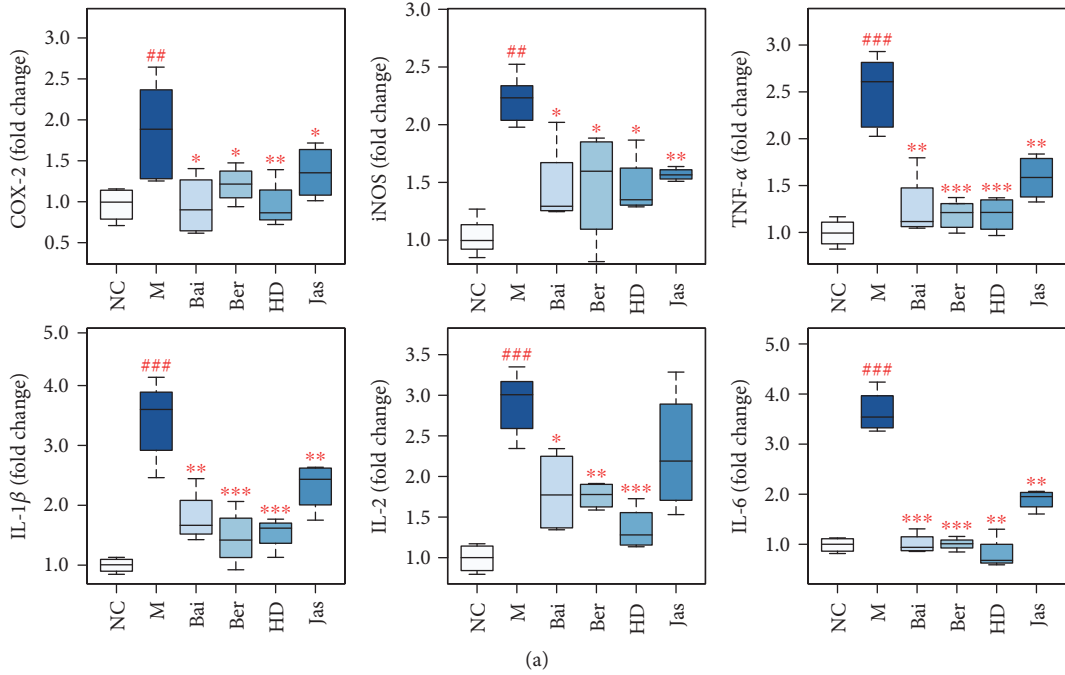 COX-2 (fold change)
3.0
2.5
2.0
1.5
1.0
0.5
##
*
*
**
*
NC
M
Bai
Ber
HD
Jas
iNOS (fold change)
3.0
2.5
2.0
1.5
1.0
##
*
*
*
**
NC
M
Bai
Ber
HD
Jas
TNF-α (fold change)
3.0
2.5
2.0
1.5
1.0
###
**
***
***
**
NC
M
Bai
Ber
HD
Jas
IL-1β (fold change)
5.0
4.0
3.0
2.0
1.0
###
**
***
***
**
NC
M
Bai
Ber
HD
Jas
IL-2 (fold change)
3.5
3.0
2.5
2.0
1.5
1.0
###
*
**
***
NC
M
Bai
Ber
HD
Jas
IL-6 (fold change)
5.0
4.0
3.0
2.0
1.0
###
***
***
**
**
NC
M
Bai
Ber
HD
Jas
(a)